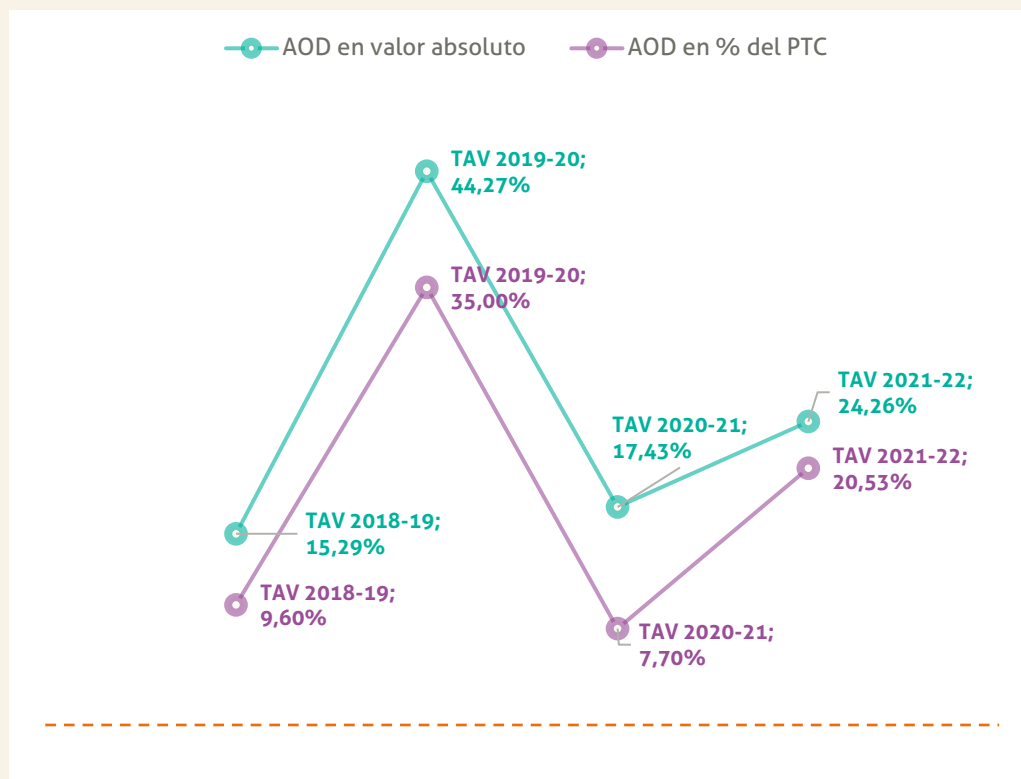 AOD en valor absoluto
AOD en % del PTC
TAV 2019-20;
44,27%
TAV 2019-20;
35,00%
TAV 2021-22;
24,26%
TAV 2020-21;
17,43%
TAV 2021-22;
20,53%
TAV 2018-19;
15,29%
TAV 2018-19;
9,60%
TAV 2020-21;
7,70%